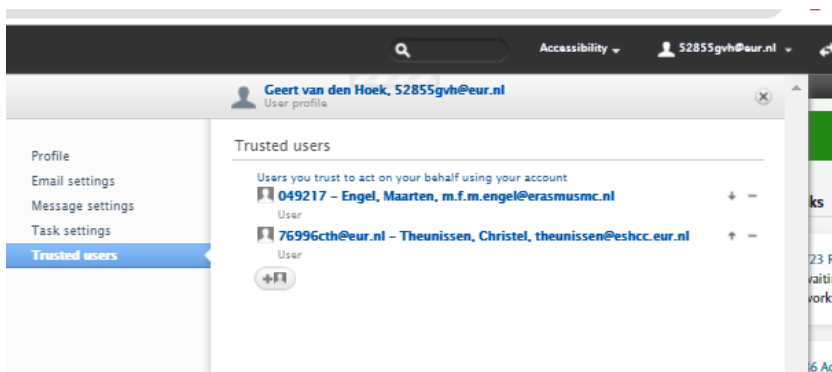 Accessibility
52855gvh@eur.nl
Geert van den Hoek, 52855gvh@eur.nl
User profile
Profile
Email settings
Message settings
Task settings
Trusted users
Trusted users
Users you trust to act on your behalf using your account
049217 – Engel, Maarten, m.f.m.engel@erasmusmc.nl
User
76996cth@eur.nl – Theunissen, Christel, theunissen@eshcc.eur.nl
User
ks